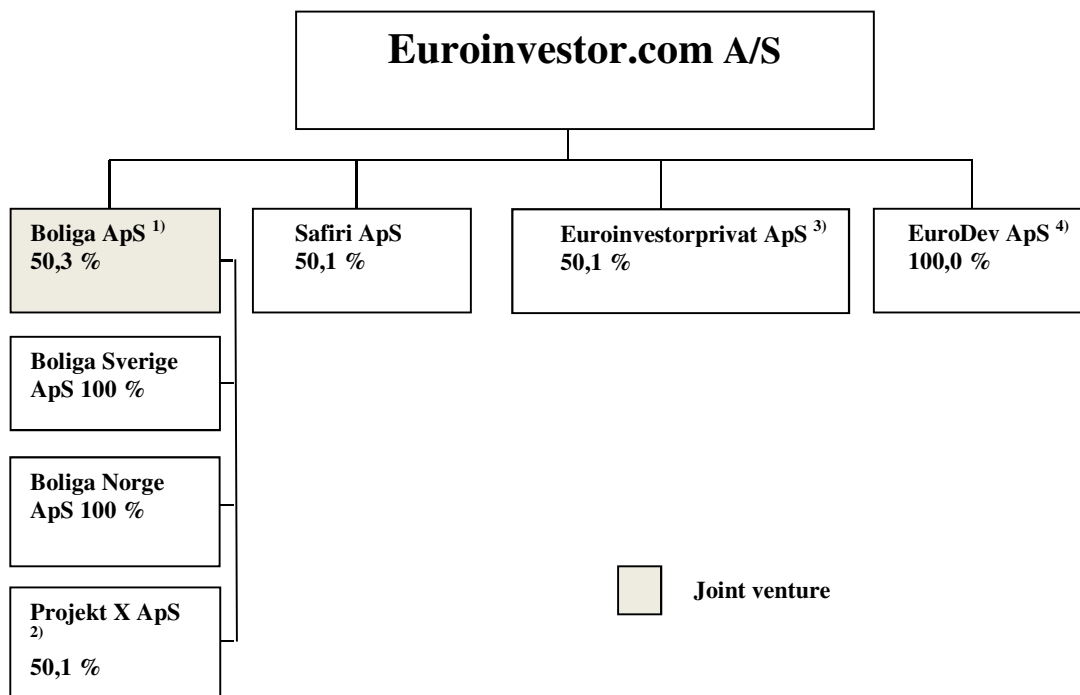 Euroinvestor.com A/S
Boliga ApS 1)
50,3 %
Safiri ApS
50,1 %
Euroinvestorprivat ApS 3)
50,1 %
EuroDev ApS 4)
100,0 %
Boliga Sverige
ApS 100 %
Boliga Norge
ApS 100 %
Projekt X ApS
2)
50,1 %
Joint venture